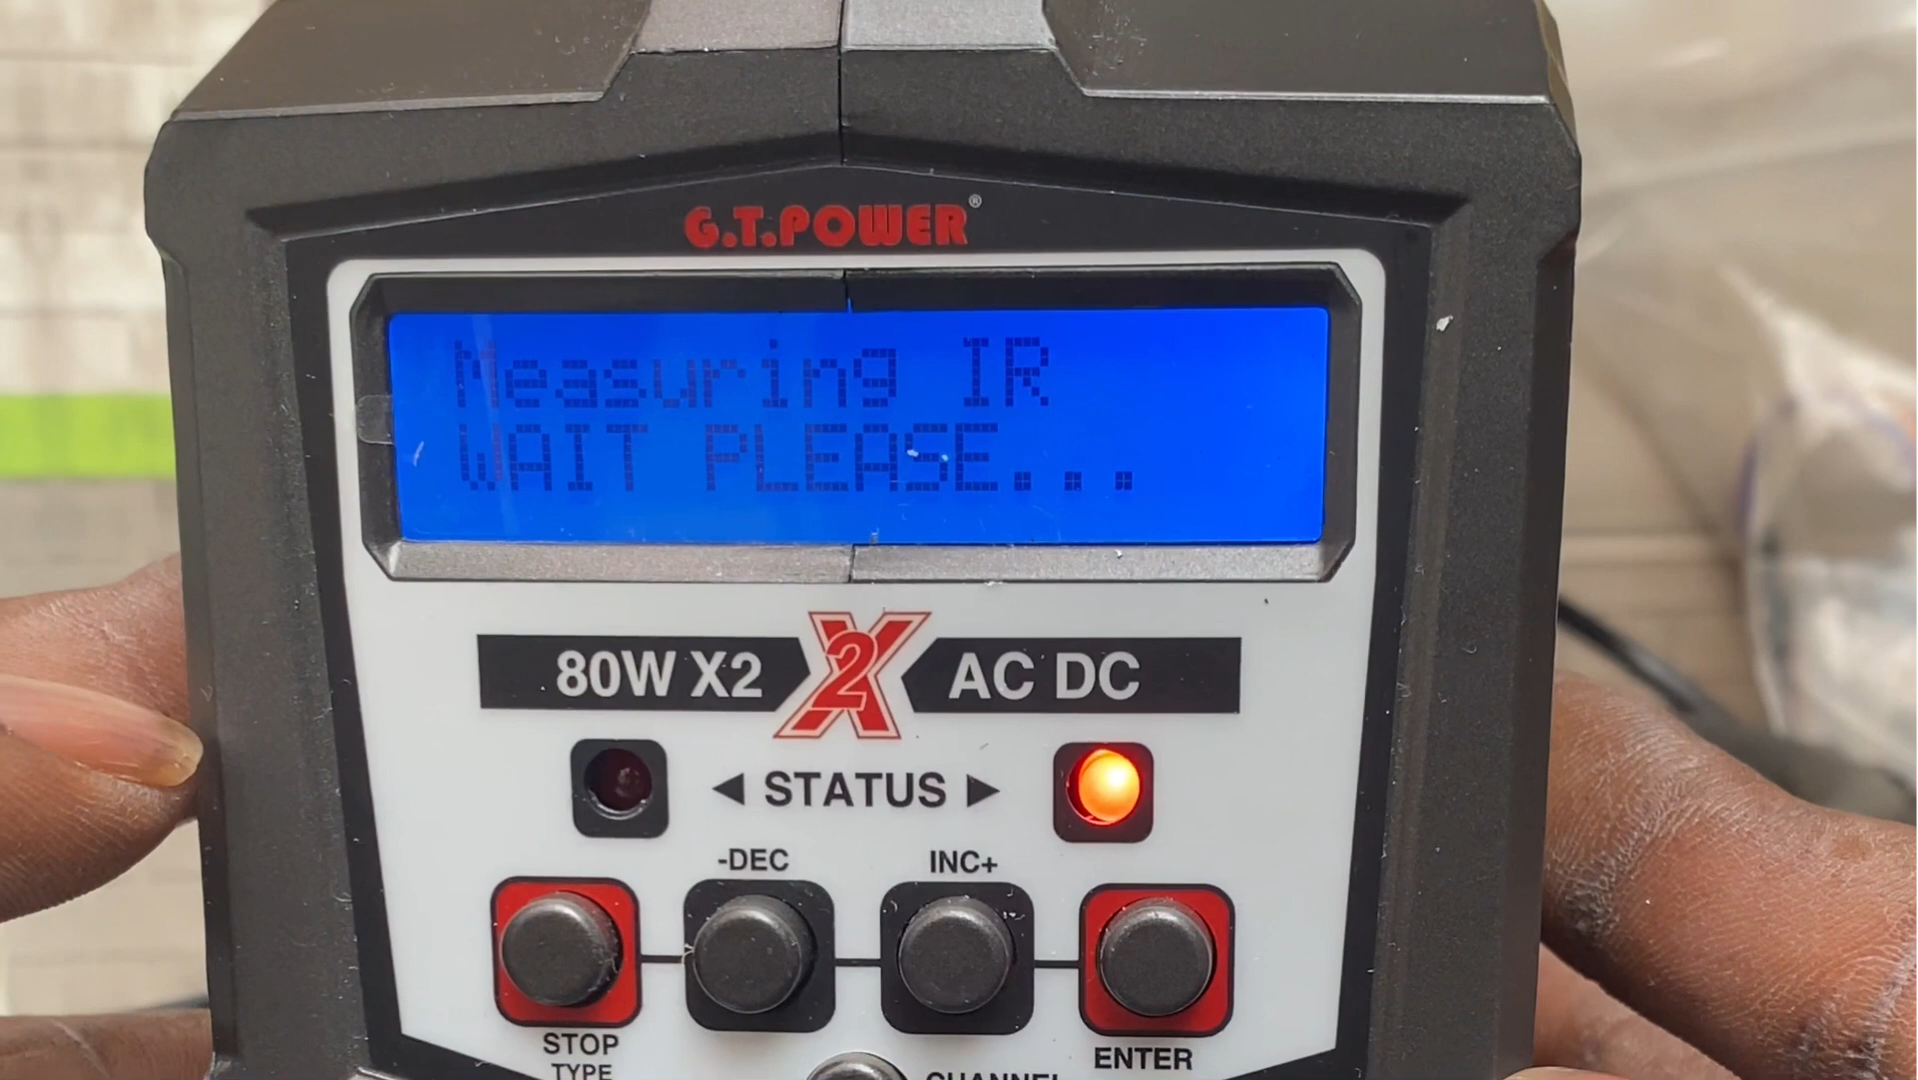 G.T.POWER®
Measuring IR
WAIT PLEASE...
80W X2 X2 AC DC
◄ STATUS ►
-DEC INC+
STOP
TYPE
ENTER
CHANNEL